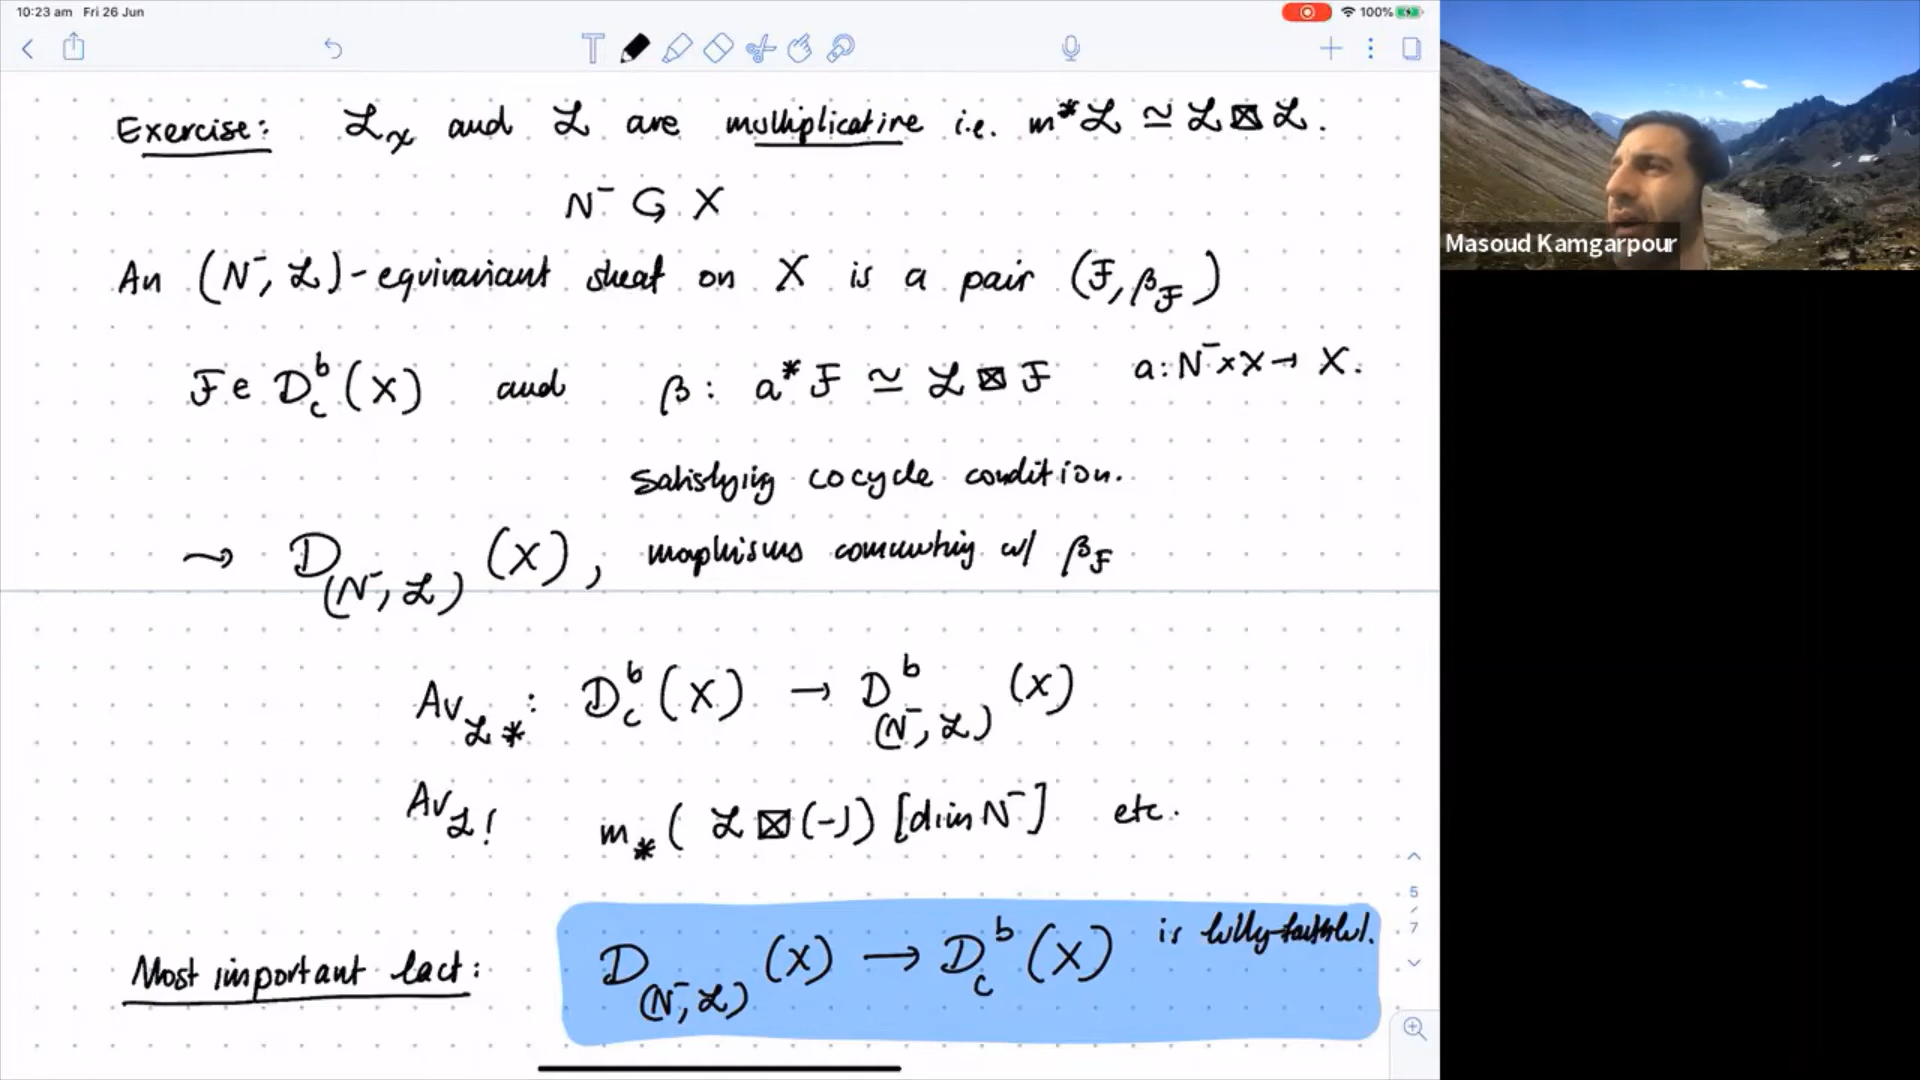 10:23 am Fri 26 Jun
100%
Exercise: ℒ_χ and ℒ are multiplicative i.e. m*ℒ ≃ ℒ ⊠ ℒ.
N⁻ ↻ X
An (N⁻, ℒ)-equivariant sheaf on X is a pair (ℱ, β_ℱ)
ℱ ∈ D_c^b(X) and β: a*ℱ ≃ ℒ ⊠ ℱ a: N⁻ × X → X.
satisfying cocycle condition.
⇝ D_(N⁻, ℒ)(X), morphisms commuting w/ β_ℱ
Av_ℒ*: D_c^b(X) → D^b_(N⁻, ℒ)(X)
Av_ℒ! m_*(ℒ ⊠ (-))[dim N⁻] etc.
Most important fact: D_(N⁻, ℒ)(X) → D_c^b(X) is fully-faithful.
5
/
7
Masoud Kamgarpour